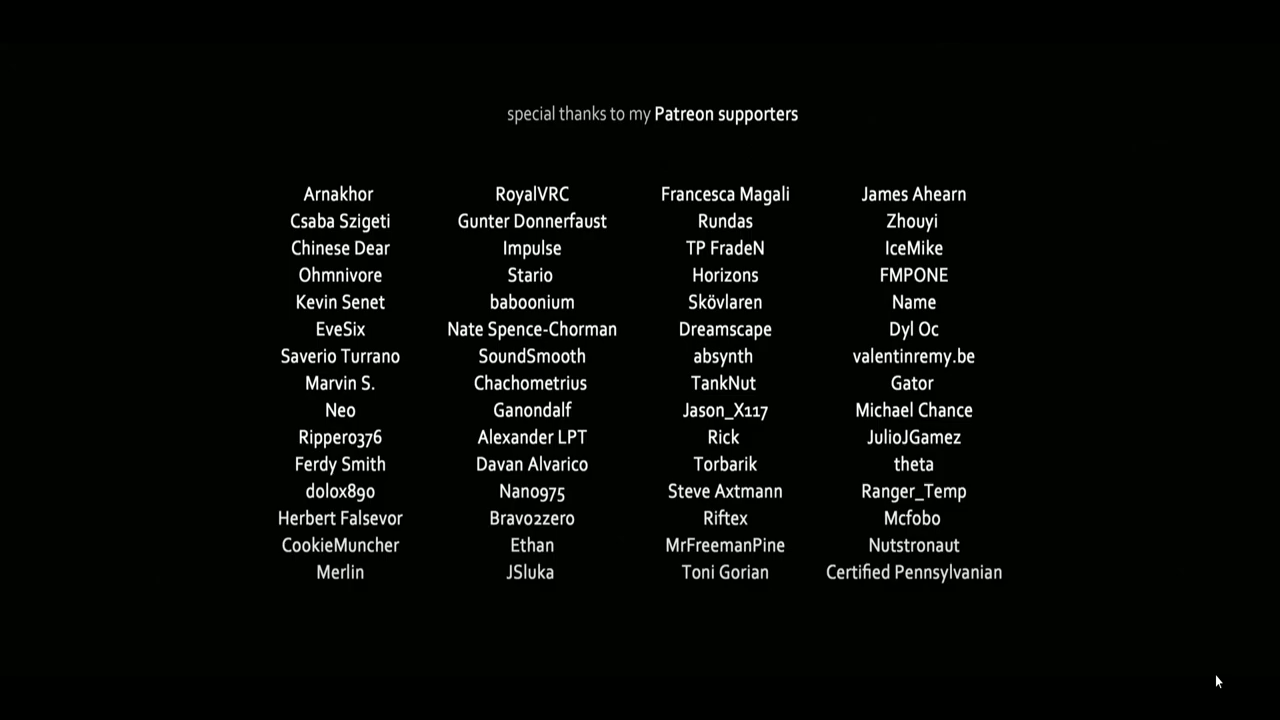 special thanks to my Patreon supporters
Arnakhor RoyalVRC Francesca Magali James Ahearn
Csaba Szigeti Gunter Donnerfaust Rundas Zhouyi
Chinese Dear Impulse TP FradeN IceMike
Ohmnivore Stario Horizons FMPONE
Kevin Senet baboonium Skövlaren Name
EveSix Nate Spence-Chorman Dreamscape Dyl Oc
Saverio Turrano SoundSmooth absynth valentinremy.be
Marvin S. Chachometrius TankNut Gator
Neo Ganondalf Jason_X117 Michael Chance
Rippero376 Alexander LPT Rick JulioJGamez
Ferdy Smith Davan Alvarico Torbarik theta
dolox890 Nano975 Steve Axtmann Ranger_Temp
Herbert Falsevor Bravo2zero Riftex Mcfobo
CookieMuncher Ethan MrFreemanPine Nutstronaut
Merlin JSluka Toni Gorian Certified Pennsylvanian